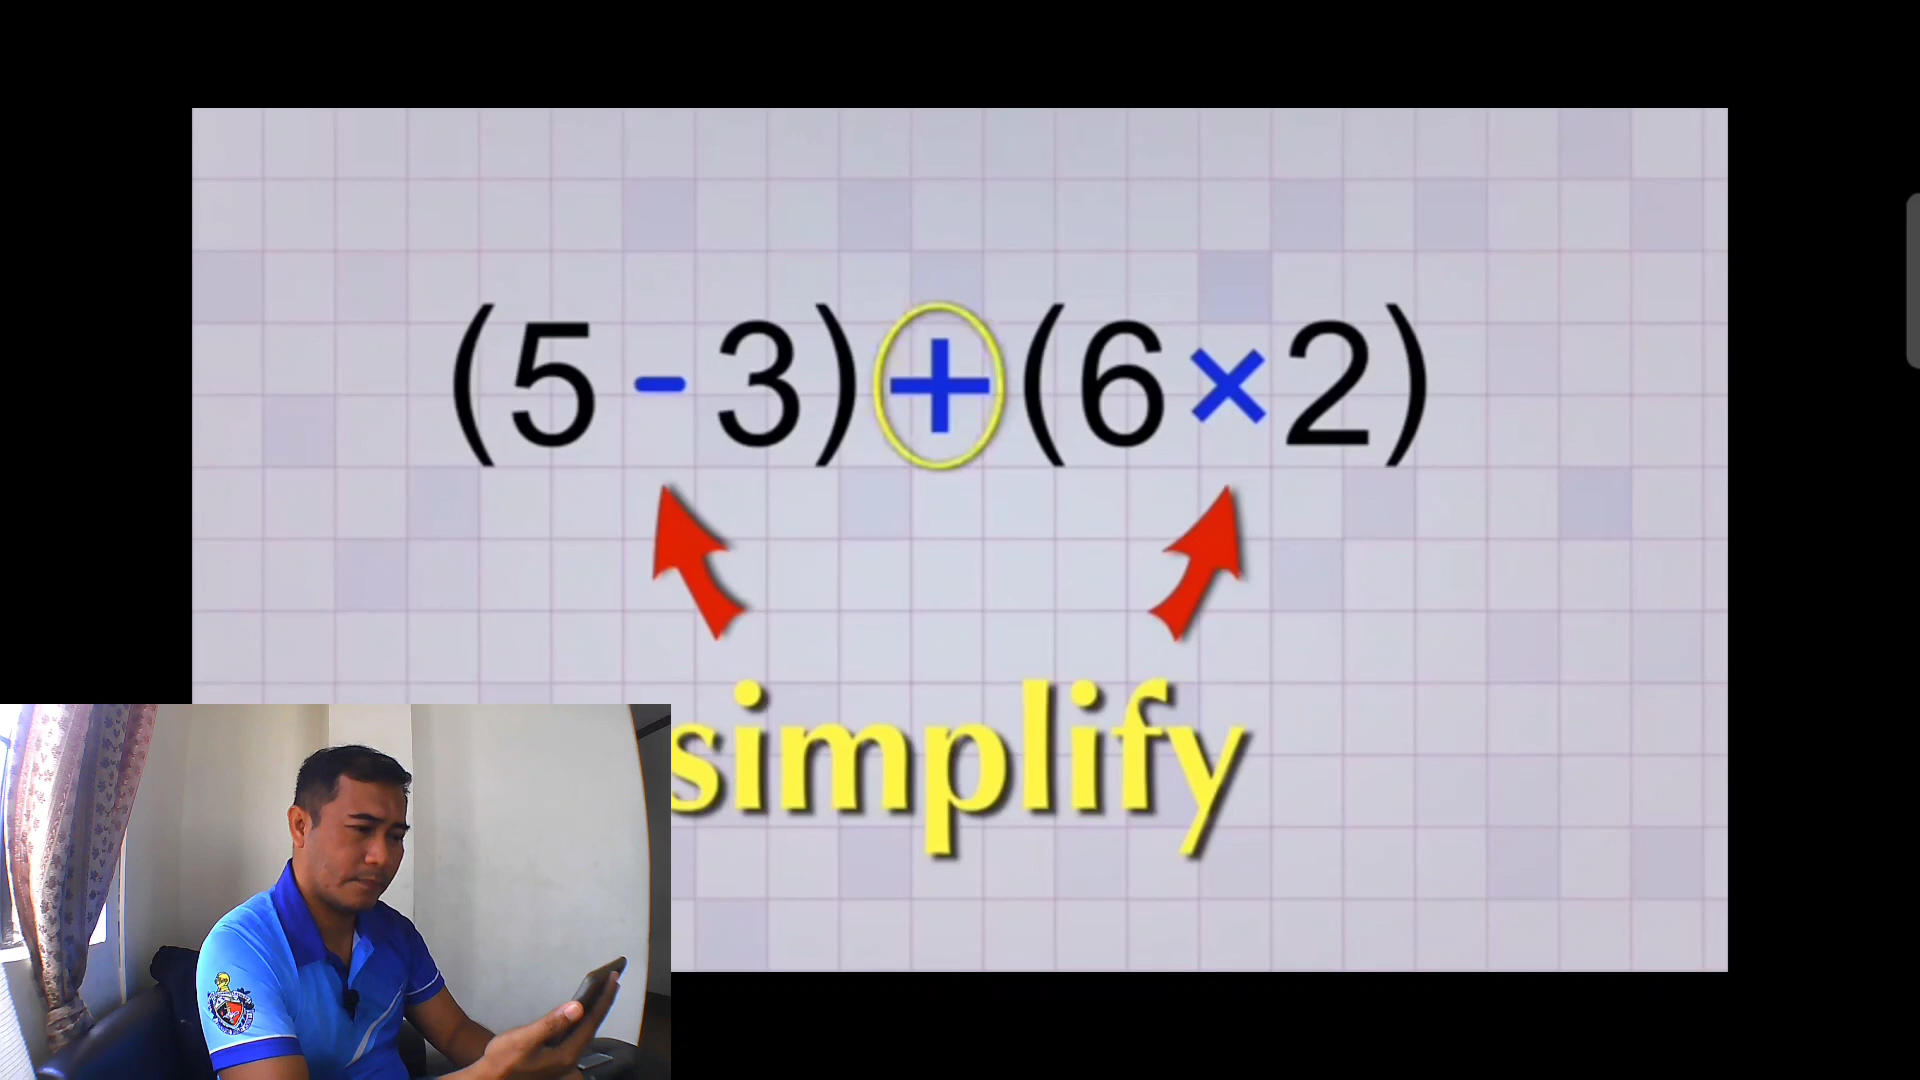 (5 - 3) + (6 × 2)
simplify